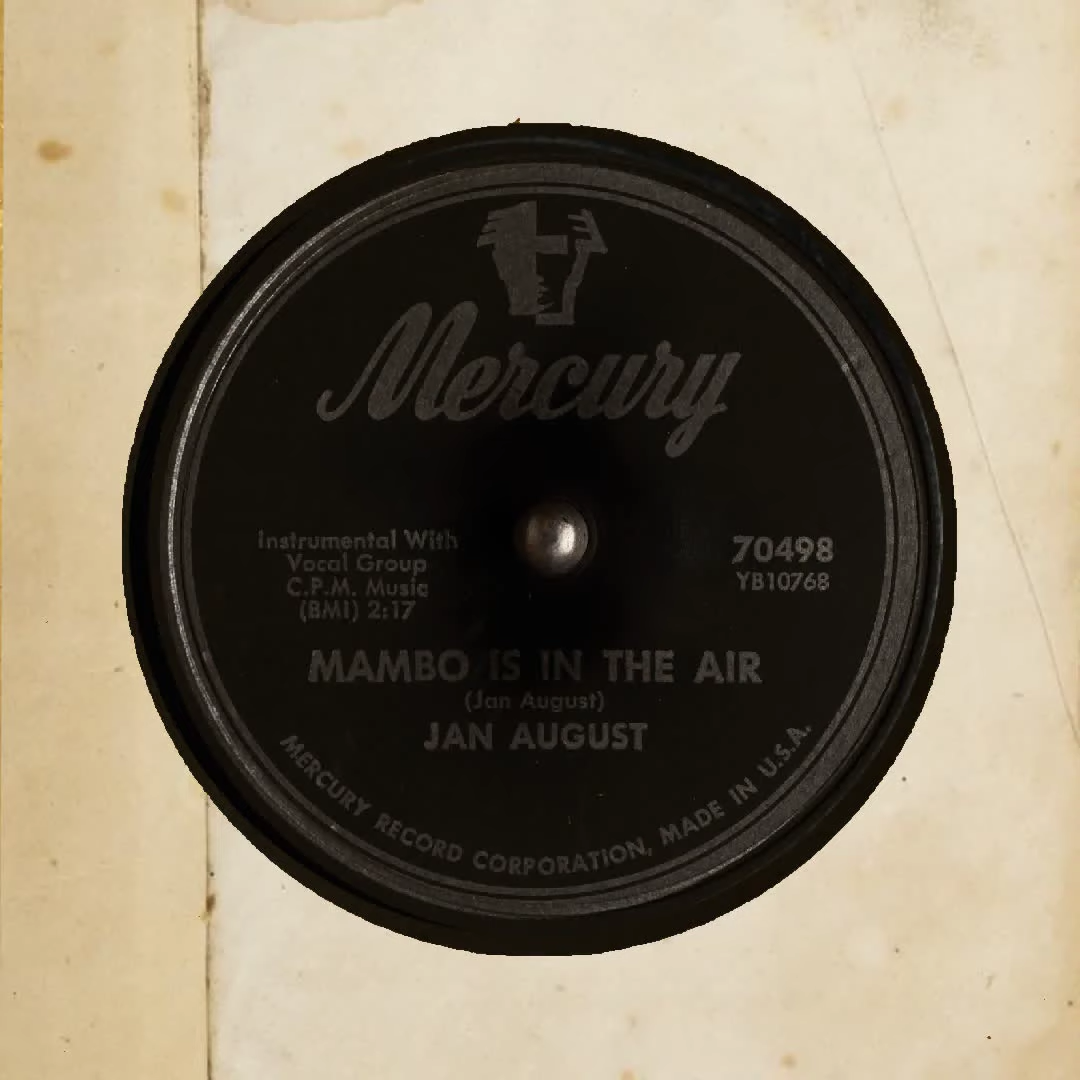 Mercury
Instrumental With
Vocal Group
C.P.M. Music
(BMI) 2:17
70498
YB10768
MAMBO IS IN THE AIR
(Jan August)
JAN AUGUST
MERCURY RECORD CORPORATION, MADE IN U.S.A.